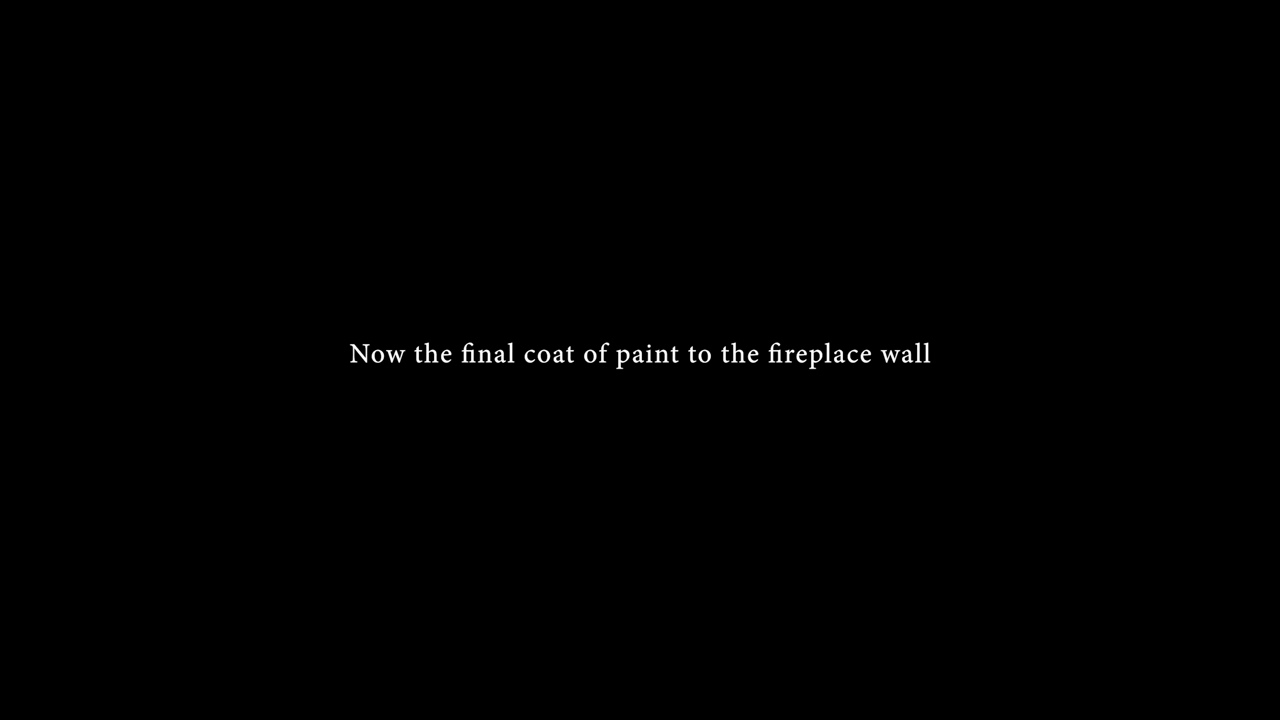 Now the final coat of paint to the fireplace wall